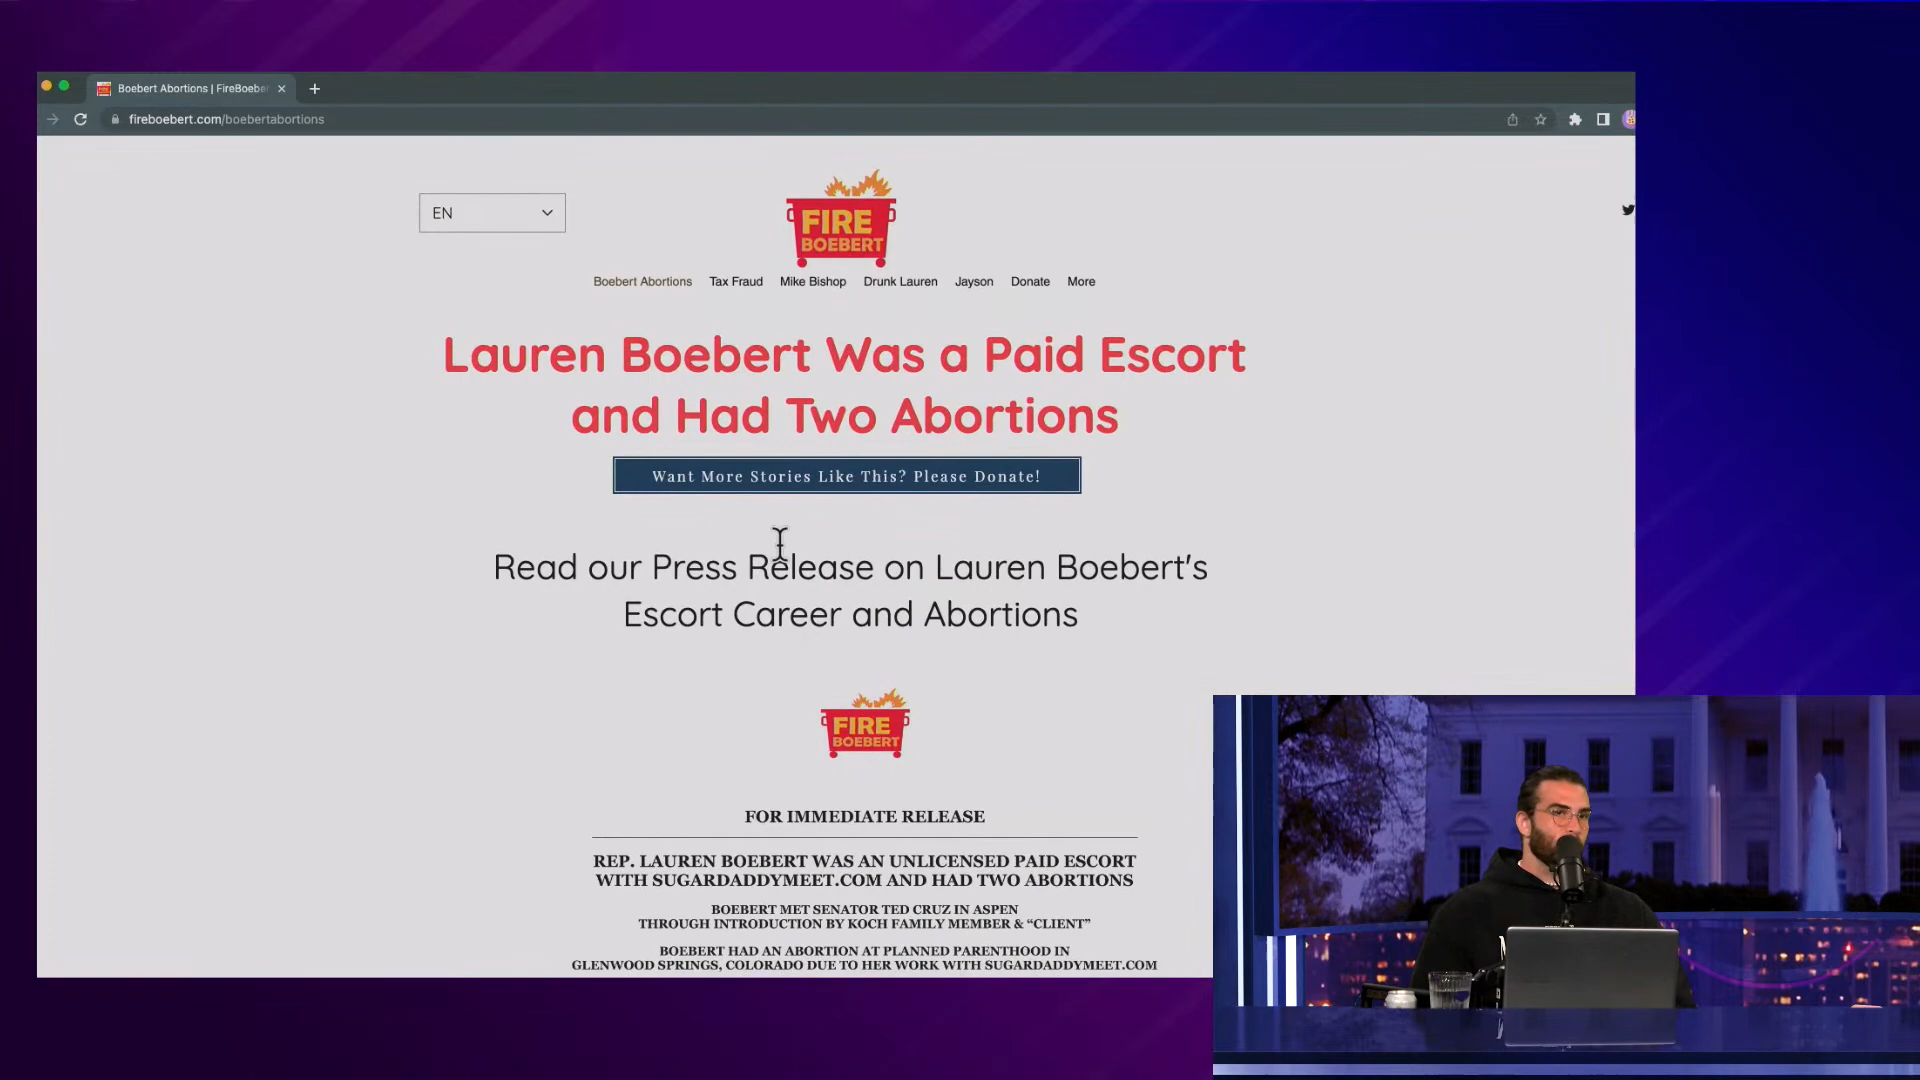 Boebert Abortions | FireBoebe
fireboebert.com/boebertabortions
EN
FIRE
BOEBERT
Boebert Abortions Tax Fraud Mike Bishop Drunk Lauren Jayson Donate More
Lauren Boebert Was a Paid Escort
and Had Two Abortions
Want More Stories Like This? Please Donate!
Read our Press Release on Lauren Boebert's
Escort Career and Abortions
FIRE
BOEBERT
FOR IMMEDIATE RELEASE
REP. LAUREN BOEBERT WAS AN UNLICENSED PAID ESCORT
WITH SUGARDADDYMEET.COM AND HAD TWO ABORTIONS
BOEBERT MET SENATOR TED CRUZ IN ASPEN
THROUGH INTRODUCTION BY KOCH FAMILY MEMBER & “CLIENT”
BOEBERT HAD AN ABORTION AT PLANNED PARENTHOOD IN
GLENWOOD SPRINGS, COLORADO DUE TO HER WORK WITH SUGARDADDYMEET.COM